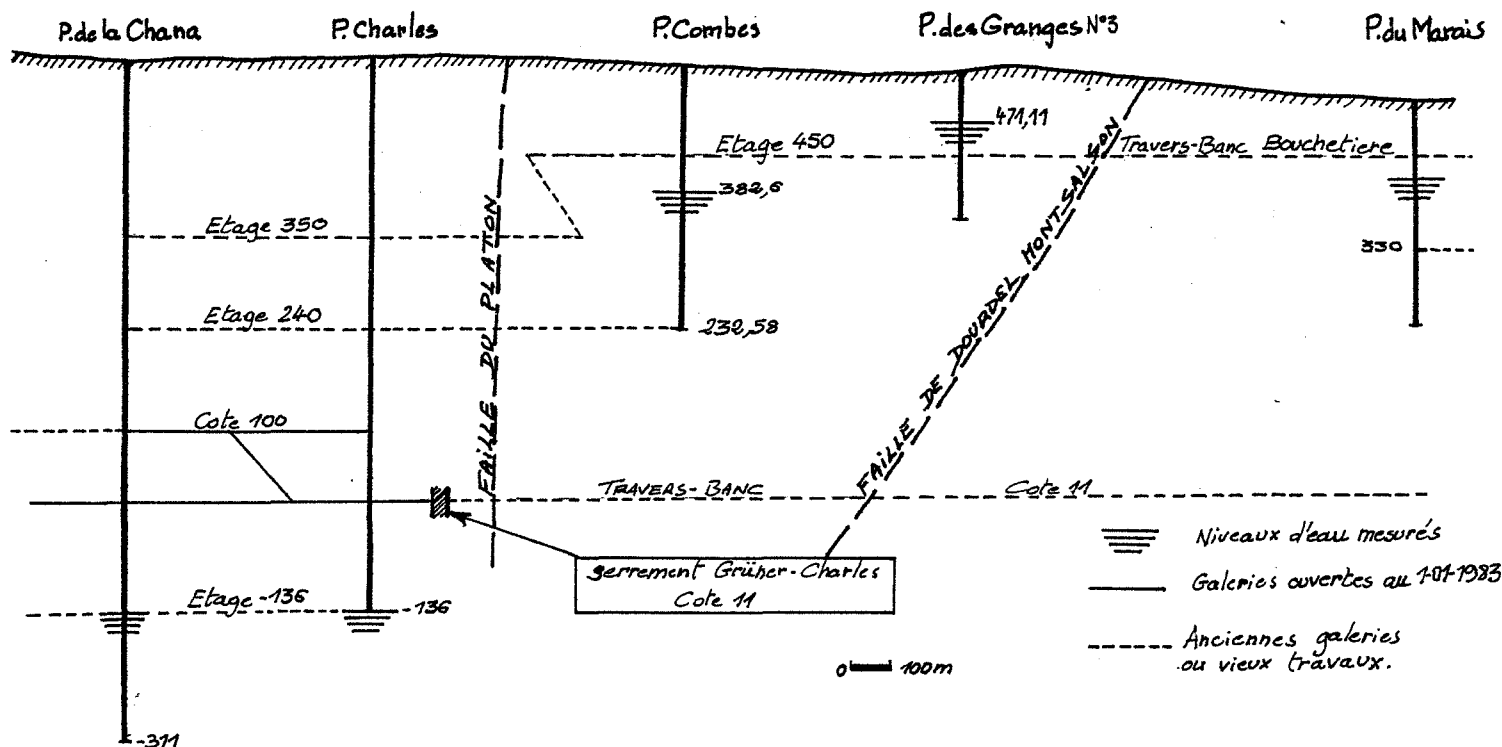 P. de la Chana
P. Charles
P. Combes
P. des Granges N°3
P. du Marais
471,11
Etage 450
Travers-Banc Bouchetiere
382,6
Etage 350
330
Etage 240
232,58
FAILLE DU PLATON
FAILLE DE DOURDEL MONTSALYON
Cote 100
TRAVERS-BANC
Cote 11
Niveaux d'eau mesurés
serrement Grüner-Charles
Cote 11
Galeries ouvertes au 1-01-1983
Etage -136
-136
Anciennes galeries
ou vieux travaux.
0 100m
-311